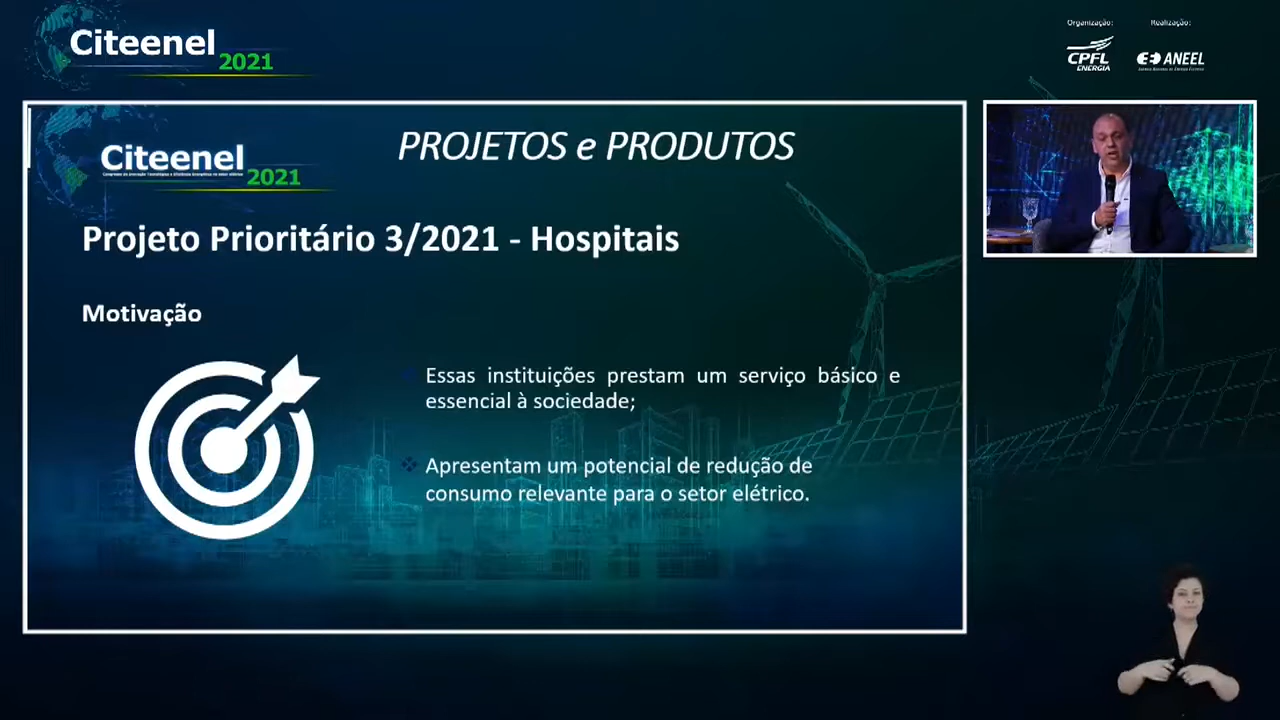 Citeenel
2021
Organização:
Realização:
CPFL
ENERGIA
ANEEL
Citeenel
2021
PROJETOS e PRODUTOS
Projeto Prioritário 3/2021 - Hospitais
Motivação
Essas instituições prestam um serviço básico e
essencial à sociedade;
Apresentam um potencial de redução de
consumo relevante para o setor elétrico.